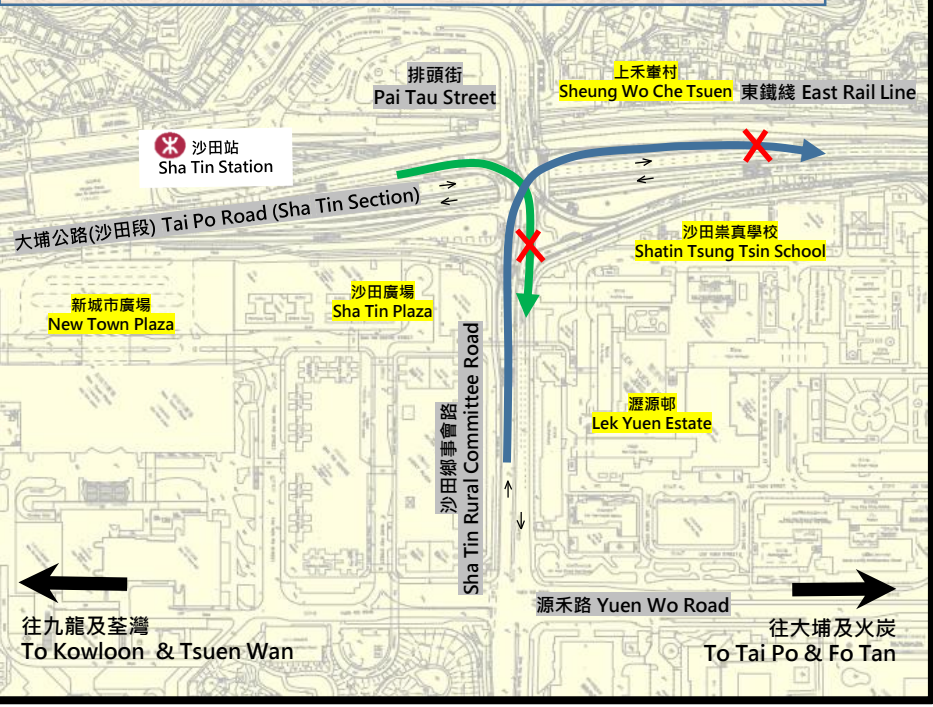 排頭街
Pai Tau Street
上禾輋村
Sheung Wo Che Tsuen
東鐵綫 East Rail Line
沙田站
Sha Tin Station
大埔公路(沙田段) Tai Po Road (Sha Tin Section)
沙田崇真學校
Shatin Tsung Tsin School
新城市廣場
New Town Plaza
沙田廣場
Sha Tin Plaza
瀝源邨
Lek Yuen Estate
沙田鄉事會路
Sha Tin Rural Committee Road
源禾路 Yuen Wo Road
往九龍及荃灣
To Kowloon & Tsuen Wan
往大埔及火炭
To Tai Po & Fo Tan